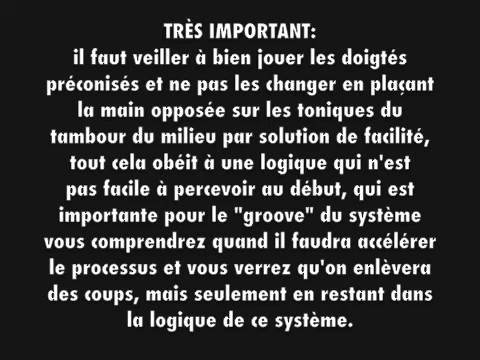 TRÈS IMPORTANT:
il faut veiller à bien jouer les doigtés
préconisés et ne pas les changer en plaçant
la main opposée sur les toniques du
tambour du milieu par solution de facilité,
tout cela obéit à une logique qui n'est
pas facile à percevoir au début, qui est
importante pour le "groove" du système
vous comprendrez quand il faudra accélérer
le processus et vous verrez qu'on enlèvera
des coups, mais seulement en restant dans
la logique de ce système.